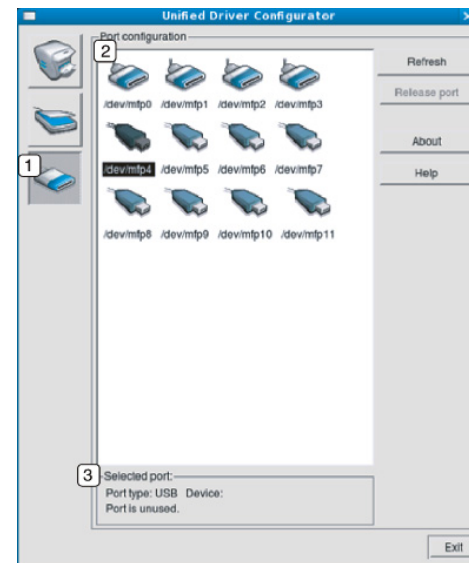 Unified Driver Configurator
Port configuration
2
/dev/mfp0 /dev/mfp1 /dev/mfp2 /dev/mfp3
/dev/mfp4 /dev/mfp5 /dev/mfp6 /dev/mfp7
/dev/mfp8 /dev/mfp9 /dev/mfp10 /dev/mfp11
1
Refresh
Release port
About
Help
3
Selected port:
Port type: USB Device:
Port is unused.
Exit